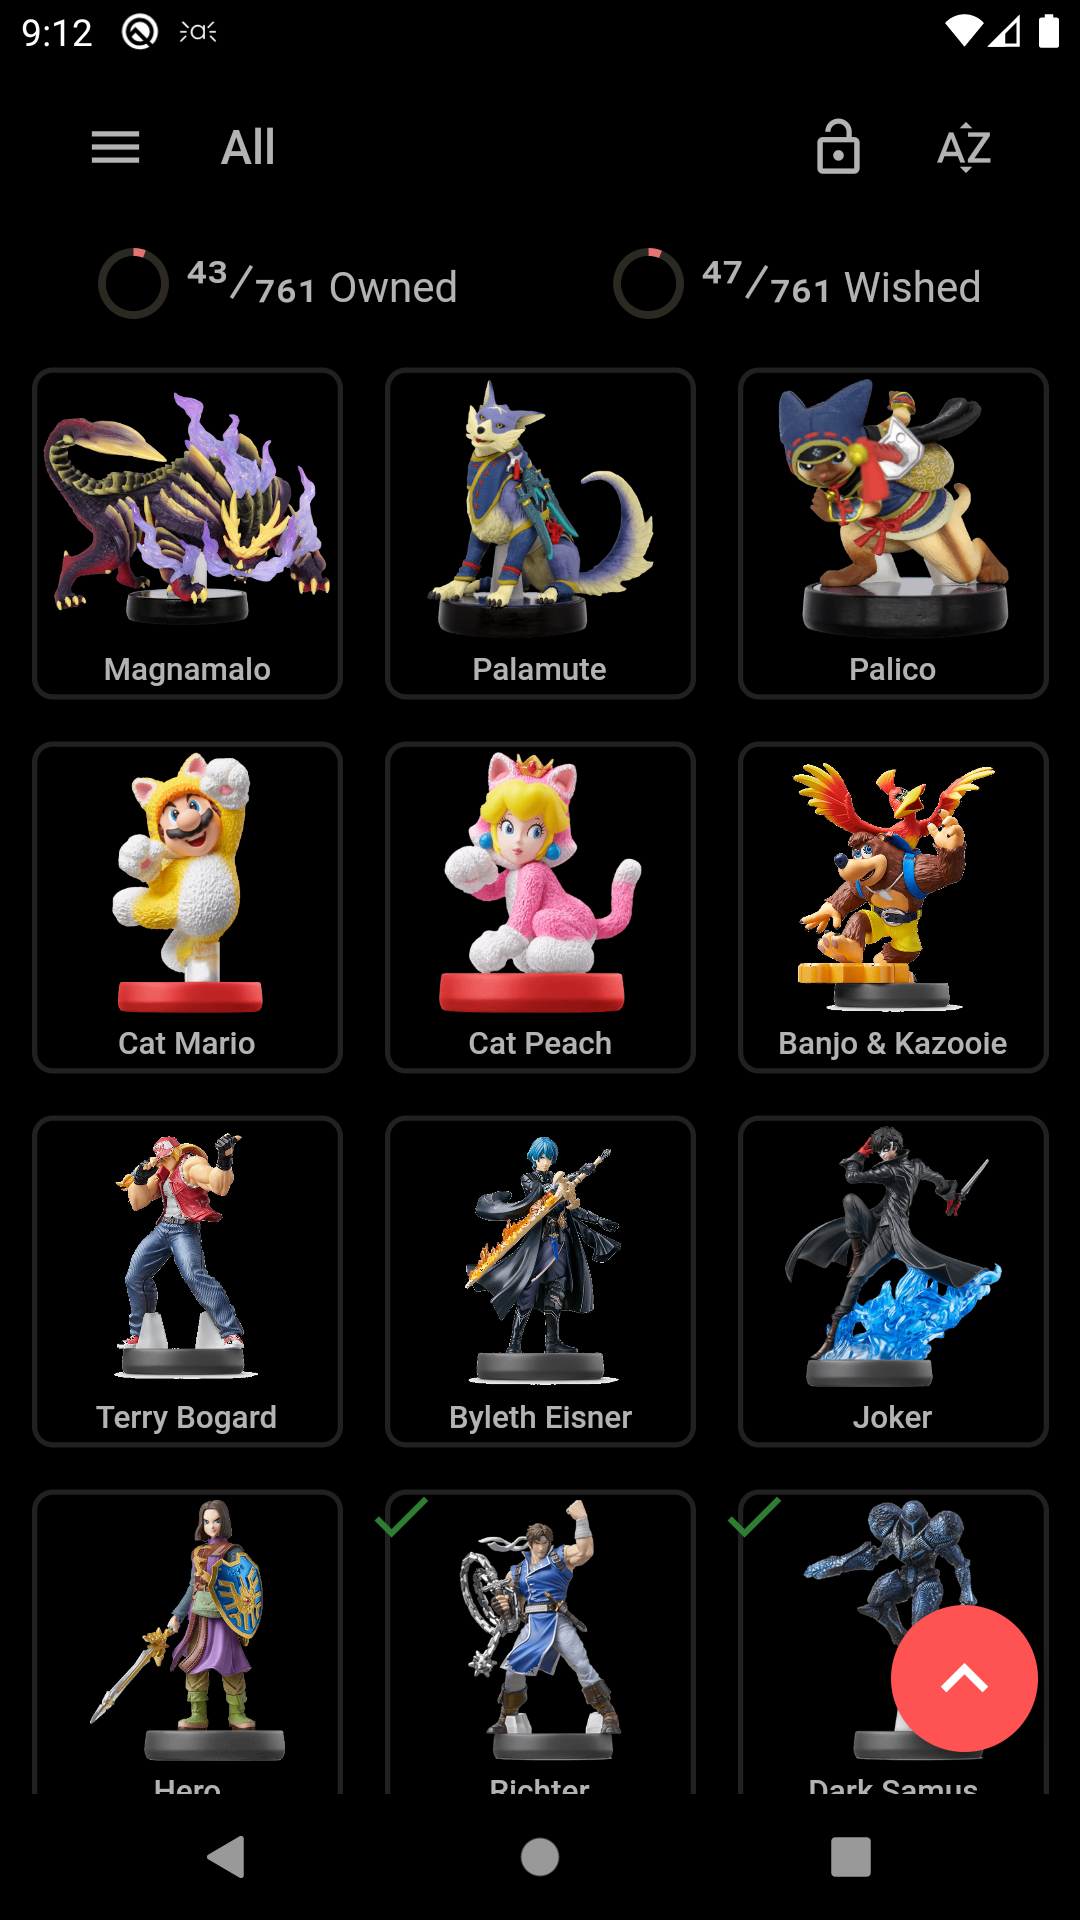 9:12
All
AZ
43/761 Owned
47/761 Wished
Magnamalo
Palamute
Palico
Cat Mario
Cat Peach
Banjo & Kazooie
Terry Bogard
Byleth Eisner
Joker
Hero
Richter
Dark Samus